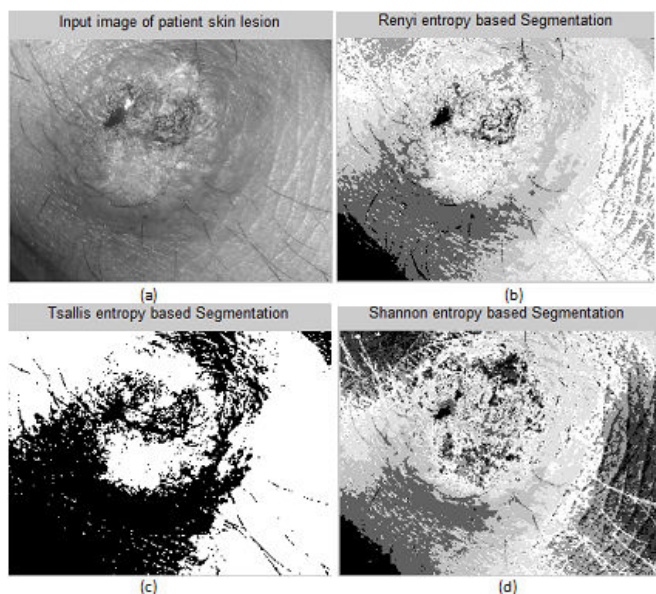 Input image of patient skin lesion
Renyi entropy based Segmentation
(a)
(b)
Tsallis entropy based Segmentation
Shannon entropy based Segmentation
(c)
(d)